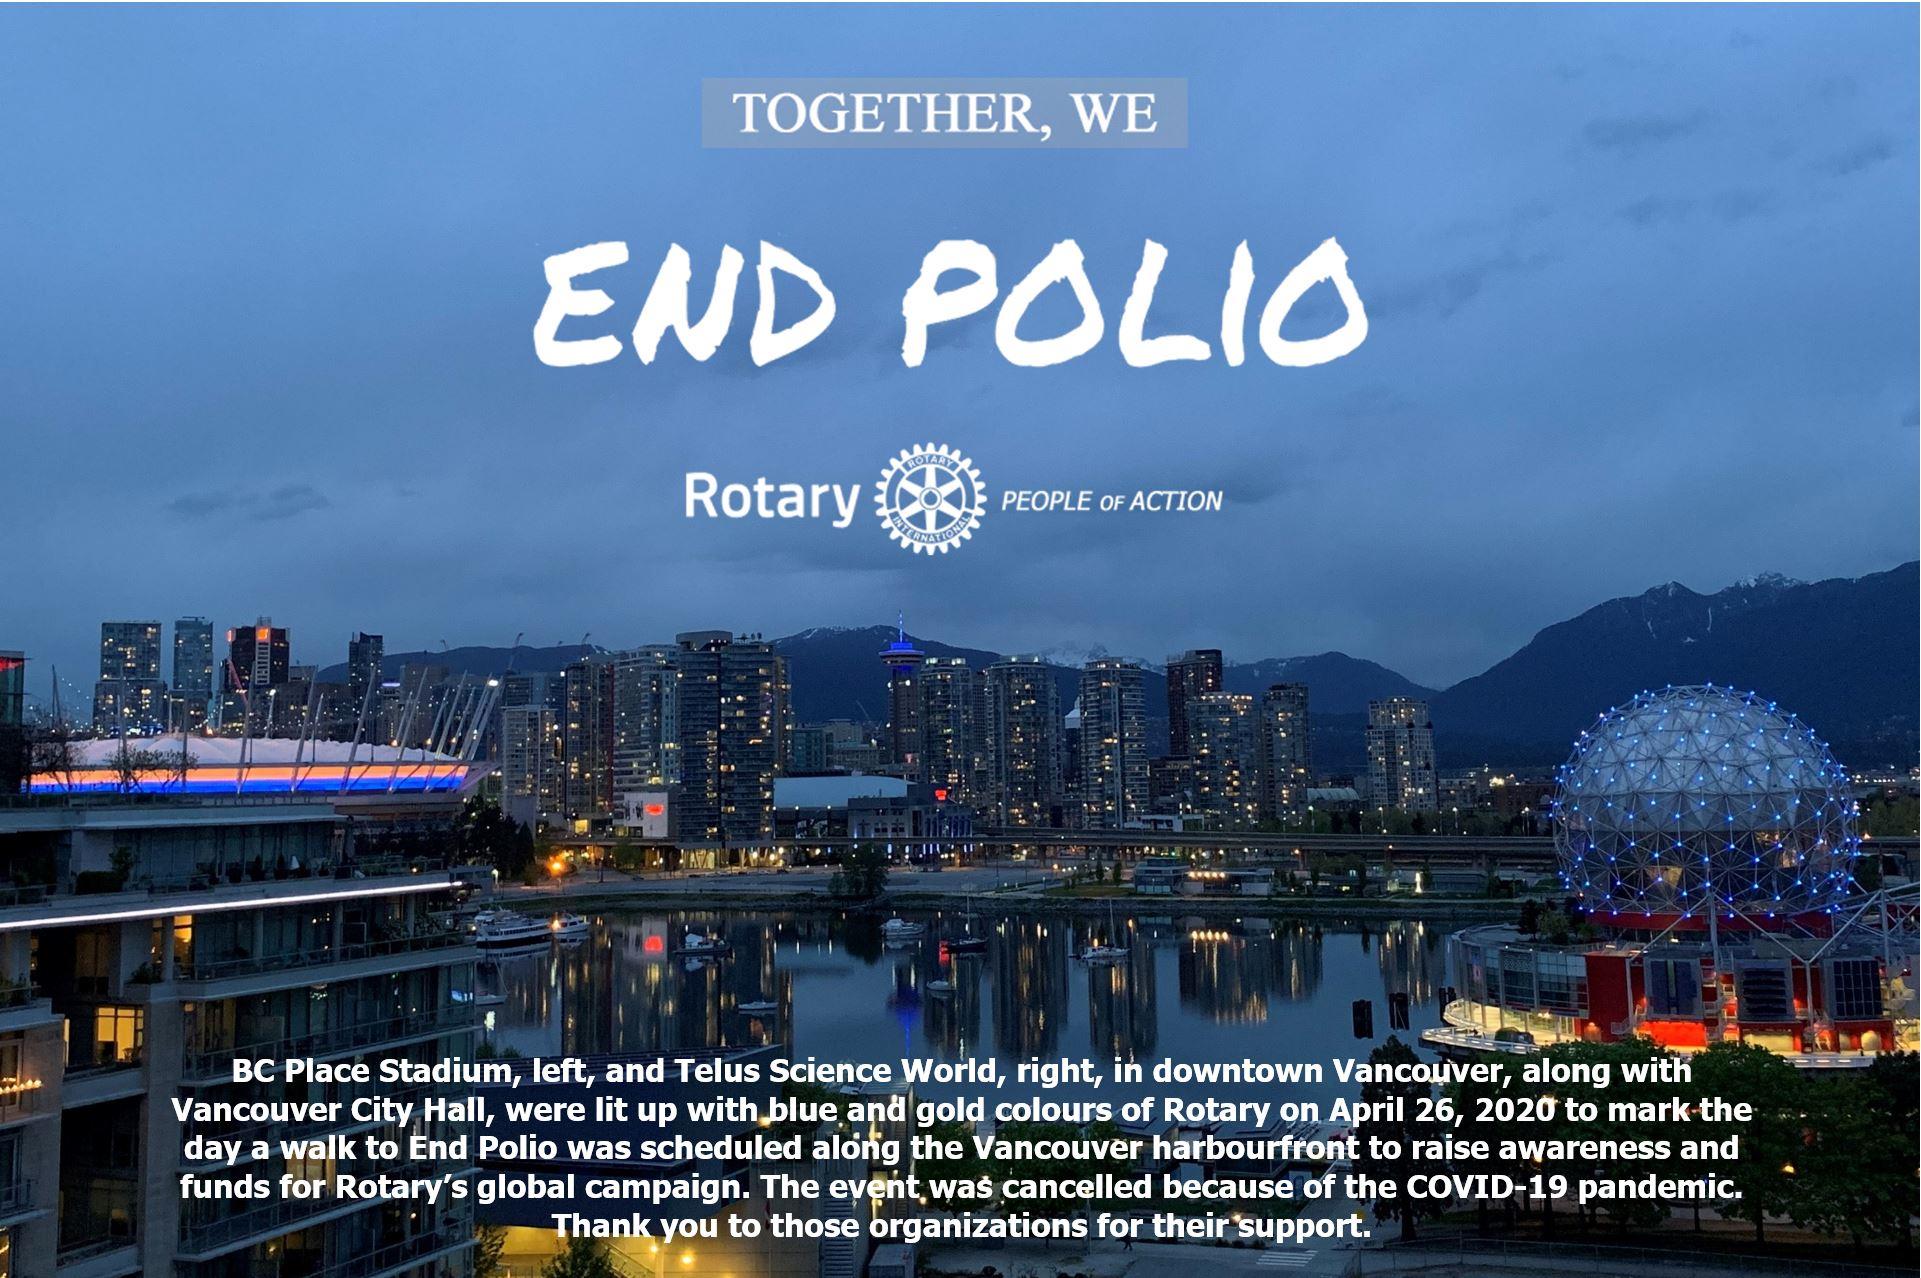 TOGETHER, WE
END POLIO
Rotary ROTARY INTERNATIONAL PEOPLE OF ACTION
BC Place Stadium, left, and Telus Science World, right, in downtown Vancouver, along with
Vancouver City Hall, were lit up with blue and gold colours of Rotary on April 26, 2020 to mark the
day a walk to End Polio was scheduled along the Vancouver harbourfront to raise awareness and
funds for Rotary’s global campaign. The event was cancelled because of the COVID-19 pandemic.
Thank you to those organizations for their support.